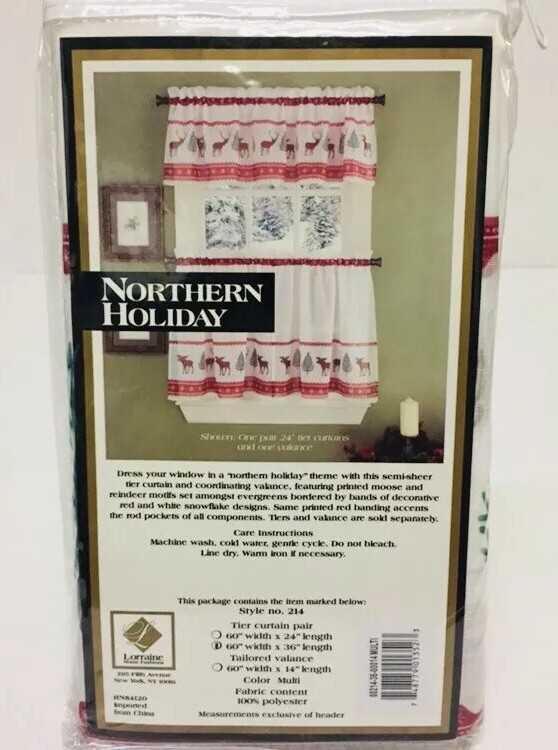 NORTHERN
HOLIDAY
Shown: One pair 24" tier curtains
and one valance
Dress your window in a "northern holiday" theme with this semi-sheer
tier curtain and coordinating valance, featuring printed moose and
reindeer motifs set amongst evergreens bordered by bands of decorative
red and white snowflake designs. Same printed red banding accents
the rod pockets of all components. Tiers and valance are sold separately.
Care Instructions
Machine wash, cold water, gentle cycle. Do not bleach.
Line dry. Warm iron if necessary.
This package contains the item marked below:
Style no. 214
Tier curtain pair
60" width x 24" length
60" width x 36" length
Tailored valance
60" width x 14" length
Color Multi
Fabric content
100% polyester
Measurements exclusive of header
Lorraine
Home Fashions
295 Fifth Avenue
New York, NY 10016
RN84120
Imported
from China
00214-36-00014 MULTI